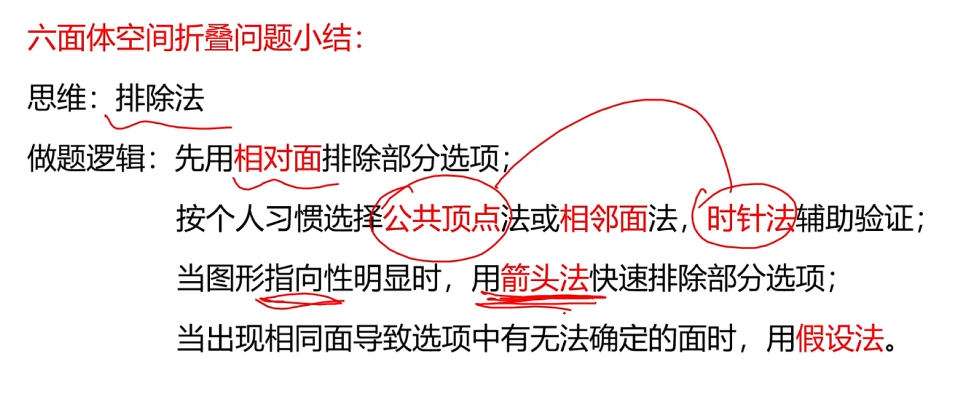 六面体空间折叠问题小结：
思维：排除法
做题逻辑：先用相对面排除部分选项；
按个人习惯选择公共顶点法或相邻面法，时针法辅助验证；
当图形指向性明显时，用箭头法快速排除部分选项；
当出现相同面导致选项中有无法确定的面时，用假设法。